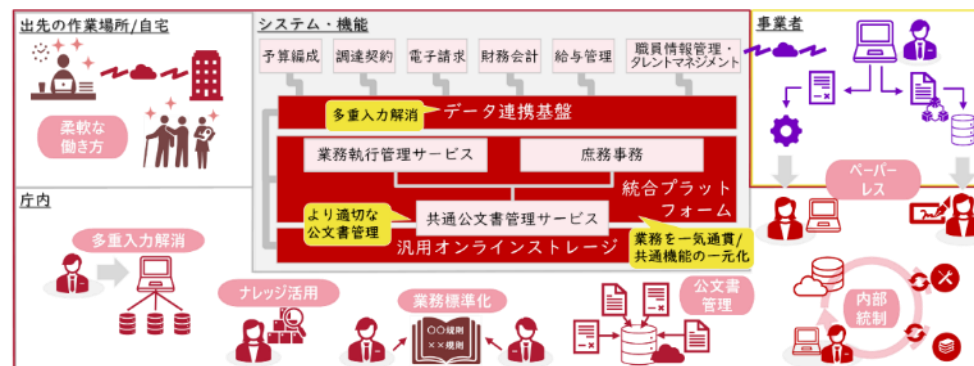 出先の作業場所/自宅
柔軟な
働き方
システム・機能
予算編成
調達契約
電子請求
財務会計
給与管理
職員情報管理・
タレントマネジメント
多重入力解消
データ連携基盤
業務執行管理サービス
庶務事務
統合プラット
フォーム
より適切な
公文書管理
共通公文書管理サービス
業務を一気通貫/
共通機能の一元化
汎用オンラインストレージ
事業者
ペーパー
レス
庁内
多重入力解消
ナレッジ活用
業務標準化
〇〇規則
××規則
公文書
管理
内部
統制